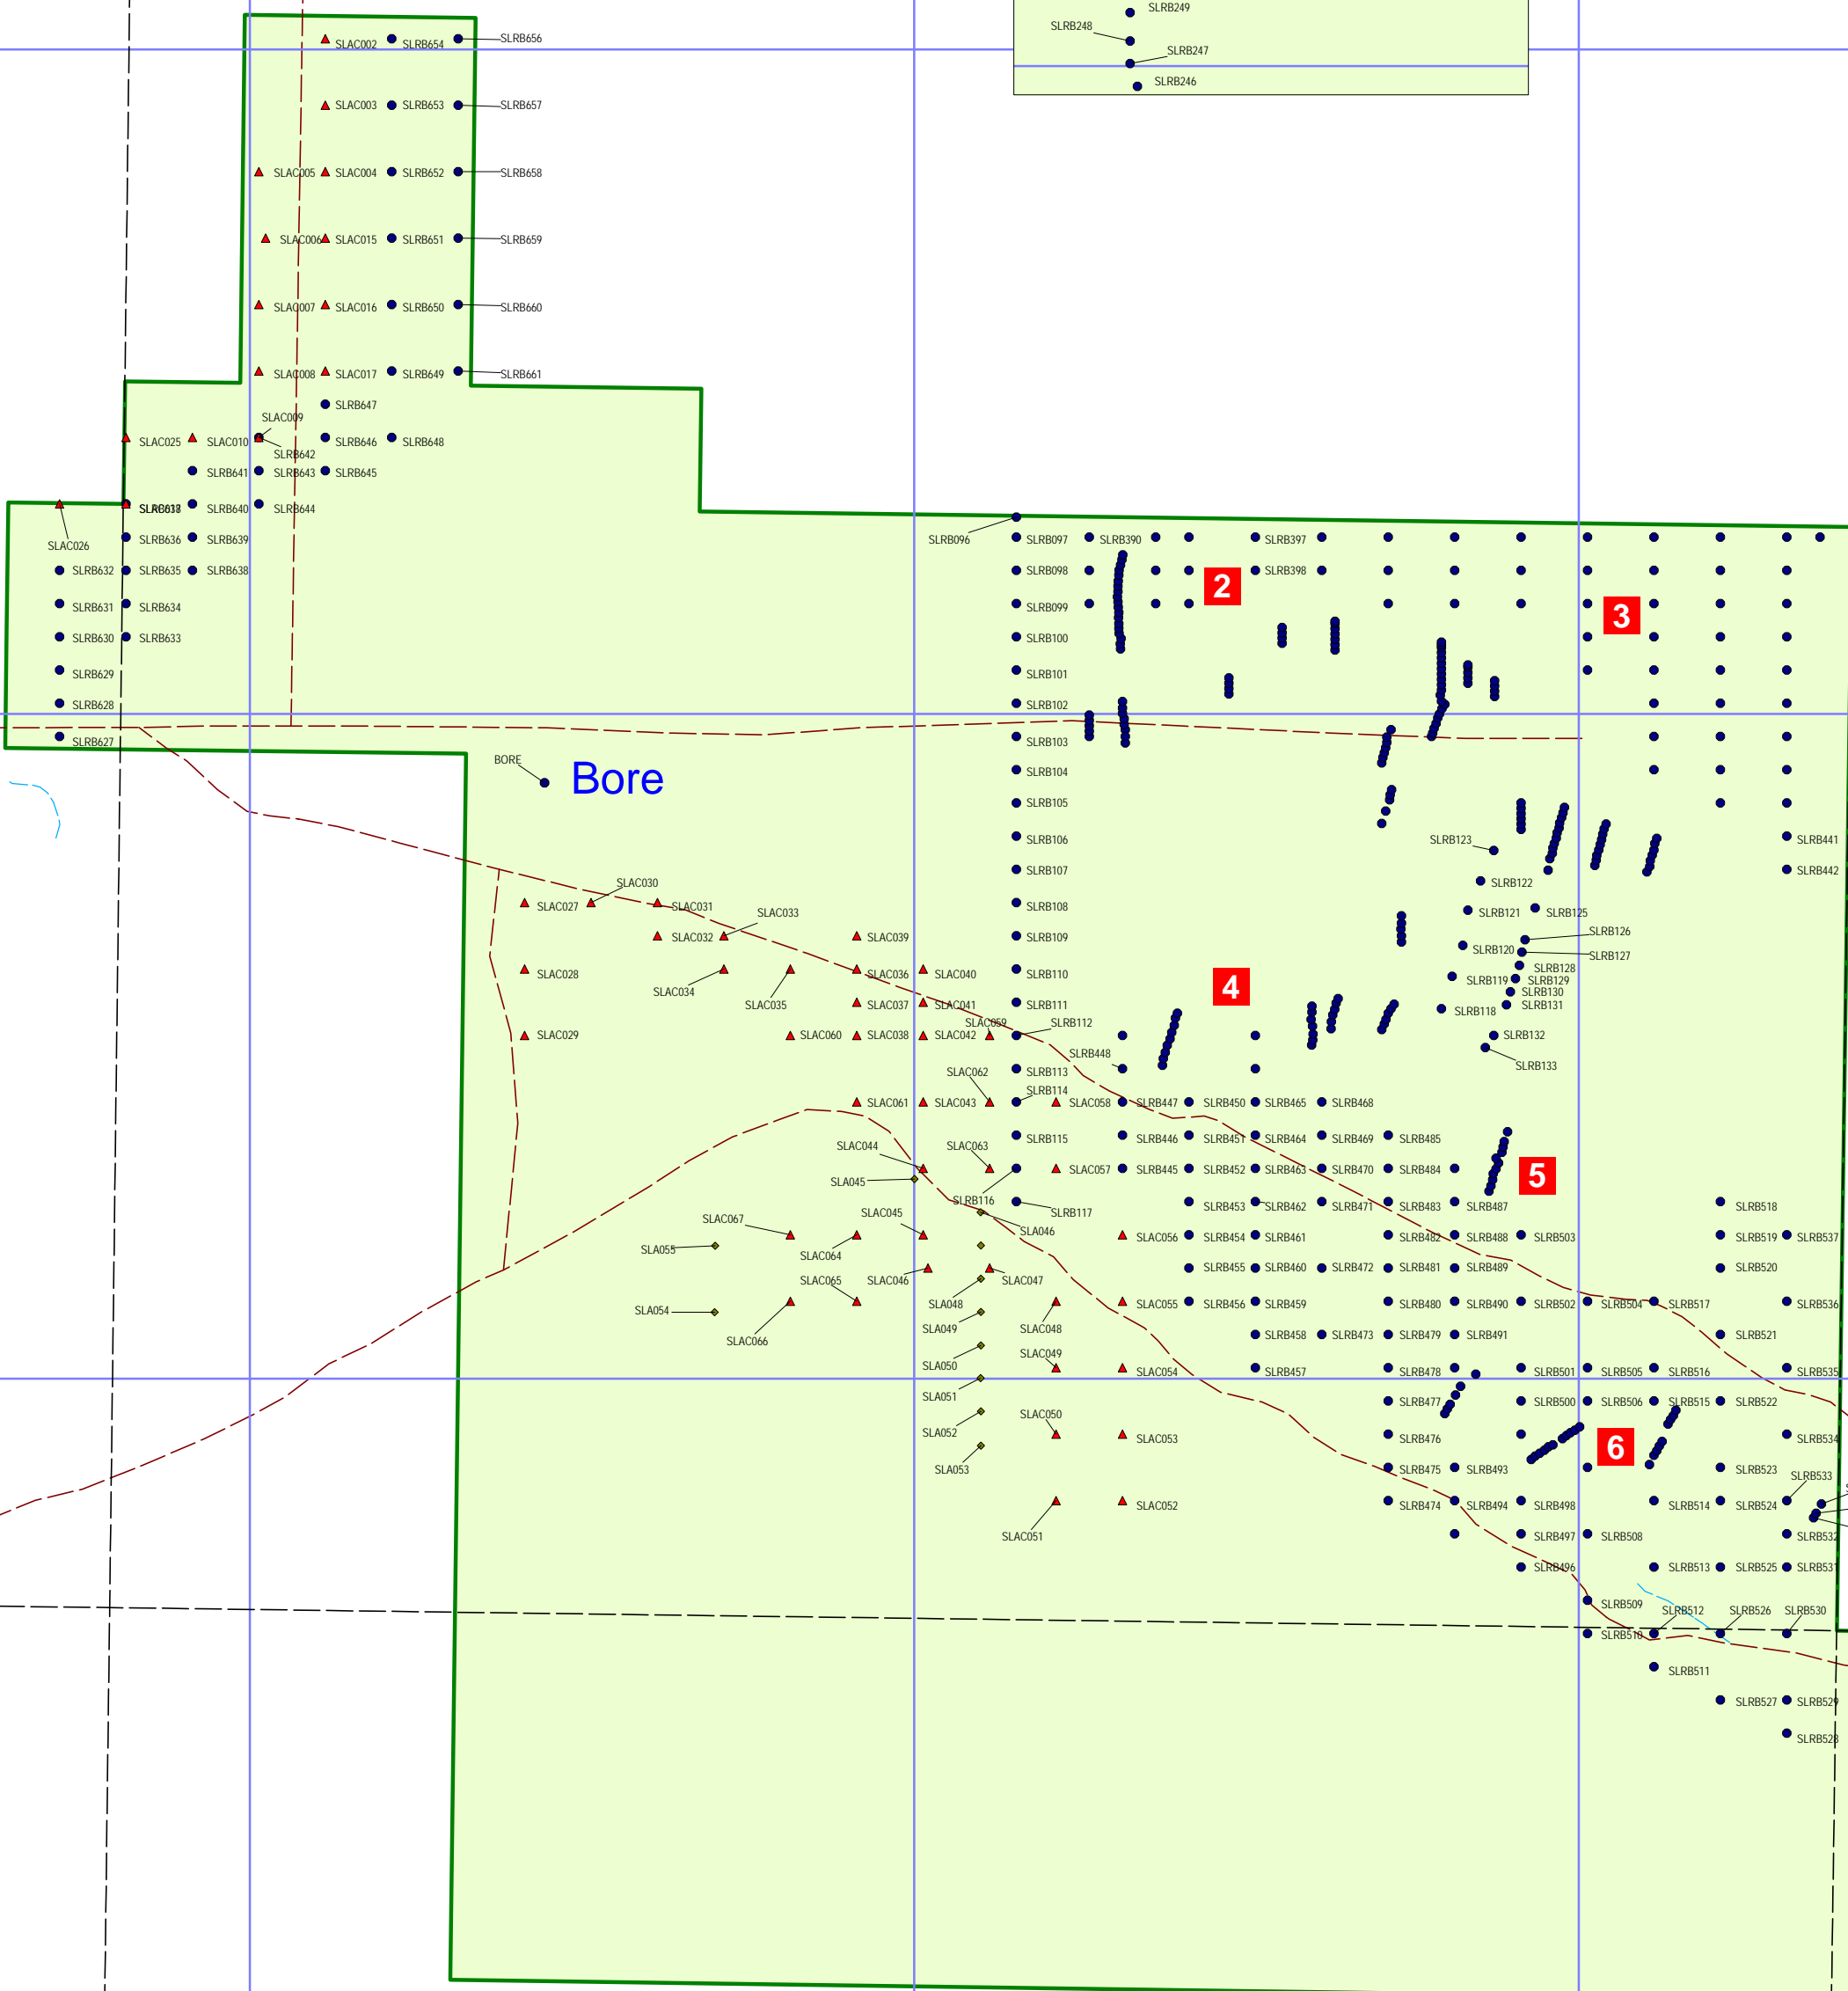 SLRB249
SLRB248
SLRB247
SLRB246
SLAC002 SLRB654 SLRB656
SLAC003 SLRB653 SLRB657
SLAC005 SLAC004 SLRB652 SLRB658
SLAC006 SLAC015 SLRB651 SLRB659
SLAC007 SLAC016 SLRB650 SLRB660
SLAC008 SLAC017 SLRB649 SLRB661
SLRB647
SLAC009
SLAC025 SLAC010 SLRB646 SLRB648
SLRB642
SLRB641 SLRB643 SLRB645
SLRB640 SLRB644
SLAC026 SLRB636 SLRB639
SLRB632 SLRB635 SLRB638
SLRB631 SLRB634
SLRB630 SLRB633
SLRB629
SLRB628
SLRB627
SLRB096 SLRB097 SLRB390 SLRB397
SLRB098 SLRB398
2
SLRB099
3
SLRB100
SLRB101
SLRB102
SLRB103
BORE
Bore
SLRB104
SLRB105
SLRB106 SLRB123 SLRB441
SLRB107 SLRB442
SLAC030 SLRB122
SLAC027 SLAC031 SLAC033 SLRB108 SLRB121 SLRB125
SLAC032 SLAC039 SLRB109 SLRB126
SLRB120 SLRB127
SLAC028 SLAC036 SLAC040 SLRB110 SLRB128
SLAC034 SLAC035 4 SLRB119 SLRB129
SLRB130
SLAC037 SLAC041 SLRB111 SLRB118 SLRB131
SLAC059 SLRB112
SLAC029 SLAC060 SLAC038 SLAC042 SLRB132
SLRB448
SLAC062 SLRB113 SLRB133
SLRB114
SLAC061 SLAC043 SLAC058 SLRB447 SLRB450 SLRB465 SLRB468
SLAC044 SLAC063 SLRB115 SLRB446 SLRB451 SLRB464 SLRB469 SLRB485
SLAC057 SLRB445 SLRB452 SLRB463 SLRB470 SLRB484 5
SLA045
SLRB116 SLRB453 SLRB462 SLRB471 SLRB483 SLRB487 SLRB518
SLAC067 SLAC045 SLRB117
SLA046
SLA055 SLAC064 SLAC056 SLRB454 SLRB461 SLRB482 SLRB488 SLRB503 SLRB519 SLRB537
SLAC065 SLAC046 SLAC047 SLRB455 SLRB460 SLRB472 SLRB481 SLRB489 SLRB520
SLA054 SLA048 SLAC055 SLRB456 SLRB459 SLRB480 SLRB490 SLRB502 SLRB504 SLRB517 SLRB536
SLAC066 SLA049 SLAC048 SLRB458 SLRB473 SLRB479 SLRB491 SLRB521
SLAC049
SLA050 SLAC054 SLRB457 SLRB478 SLRB501 SLRB505 SLRB516 SLRB535
SLA051 SLRB477 SLRB500 SLRB506 SLRB515 SLRB522
SLAC050
SLA052 SLAC053 SLRB476 6 SLRB534
SLA053 SLRB475 SLRB493 SLRB523 SLRB533
SLAC052 SLRB474 SLRB494 SLRB498 SLRB514 SLRB524
SLAC051 SLRB497 SLRB508 SLRB532
SLRB496 SLRB513 SLRB525 SLRB531
SLRB509 SLRB512 SLRB526 SLRB530
SLRB510
SLRB511
SLRB527 SLRB529
SLRB528